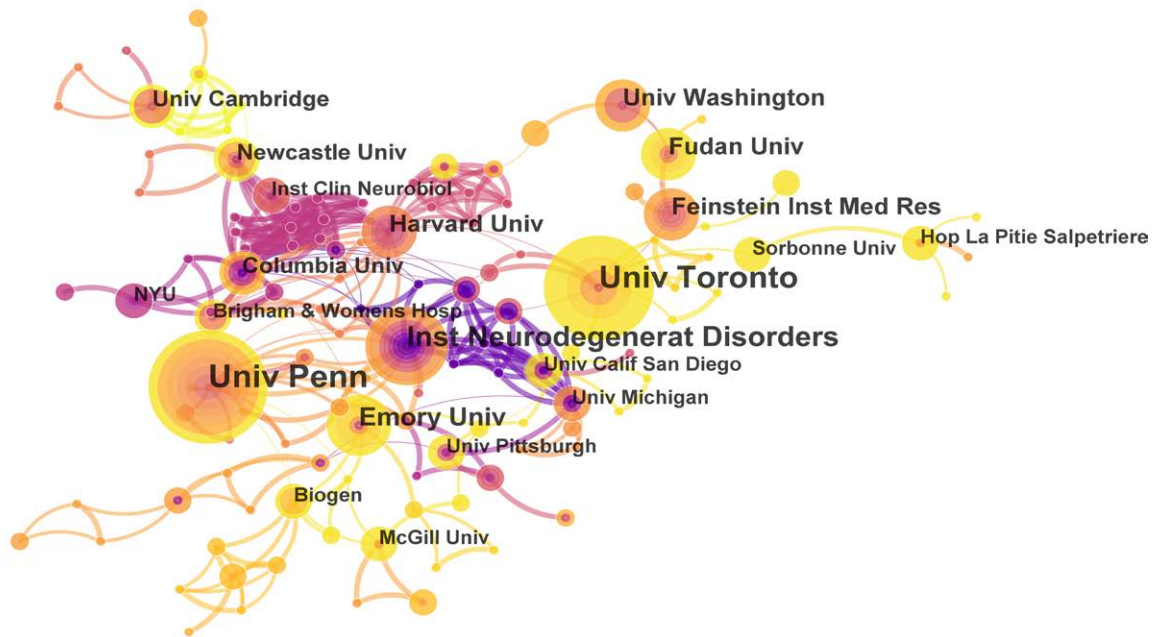 Univ Cambridge
Univ Washington
Newcastle Univ
Fudan Univ
Inst Clin Neurobiol
Feinstein Inst Med Res
Harvard Univ
Hop La Pitie Salpetriere
Sorbonne Univ
Columbia Univ
Univ Toronto
NYU
Brigham & Womens Hosp
Inst Neurodegenerat Disorders
Univ Calif San Diego
Univ Penn
Univ Michigan
Emory Univ
Univ Pittsburgh
Biogen
McGill Univ